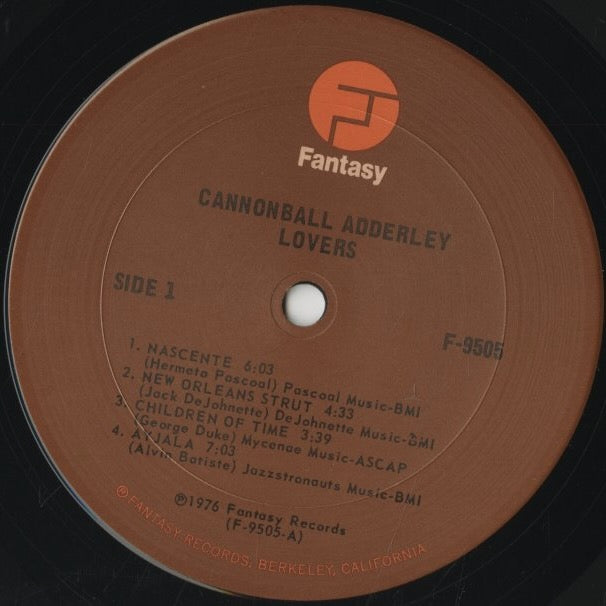 Fantasy
CANNONBALL ADDERLEY
LOVERS
SIDE 1
F-9505
1. NASCENTE 6:03
(Hermeto Pascoal) Pascoal Music-BMI
2. NEW ORLEANS STRUT 4:33
(Jack DeJohnette) DeJohnette Music-BMI
3. CHILDREN OF TIME 3:39
(George Duke) Mycenae Music-ASCAP
4. AYJALA 7:03
(Alvin Batiste) Jazzstronauts Music-BMI
℗1976 Fantasy Records
(F-9505-A)
® FANTASY RECORDS, BERKELEY, CALIFORNIA